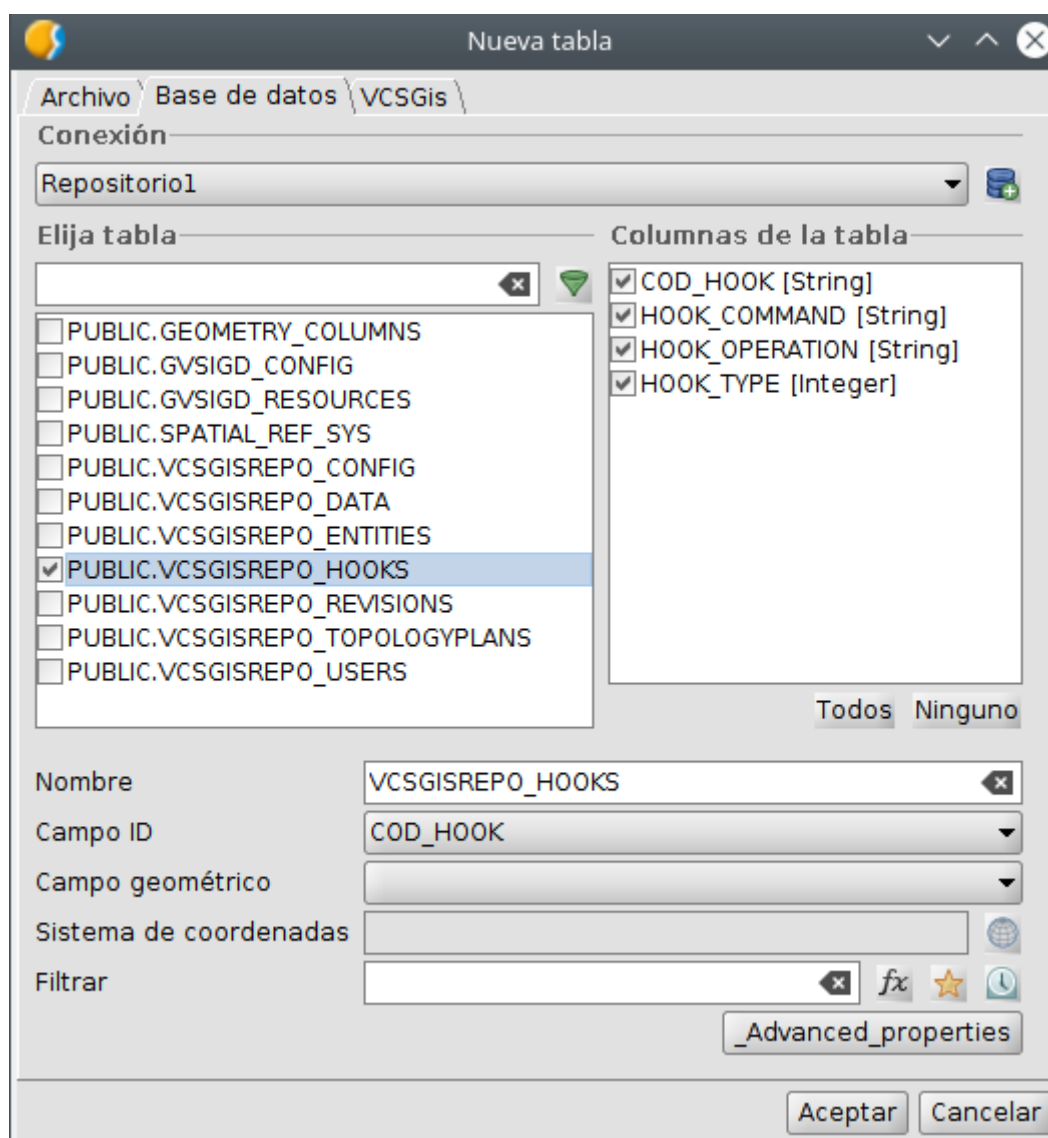 Nueva tabla
Archivo Base de datos VCSGis
Conexión
Repositorio1
Elija tabla
PUBLIC.GEOMETRY_COLUMNS
PUBLIC.GVSIGD_CONFIG
PUBLIC.GVSIGD_RESOURCES
PUBLIC.SPATIAL_REF_SYS
PUBLIC.VCSGISREPO_CONFIG
PUBLIC.VCSGISREPO_DATA
PUBLIC.VCSGISREPO_ENTITIES
PUBLIC.VCSGISREPO_HOOKS
PUBLIC.VCSGISREPO_REVISIONS
PUBLIC.VCSGISREPO_TOPOLOGYPLANS
PUBLIC.VCSGISREPO_USERS
Columnas de la tabla
COD_HOOK [String]
HOOK_COMMAND [String]
HOOK_OPERATION [String]
HOOK_TYPE [Integer]
Todos Ninguno
Nombre VCSGISREPO_HOOKS
Campo ID COD_HOOK
Campo geométrico
Sistema de coordenadas
Filtrar fx
_Advanced_properties
Aceptar Cancelar